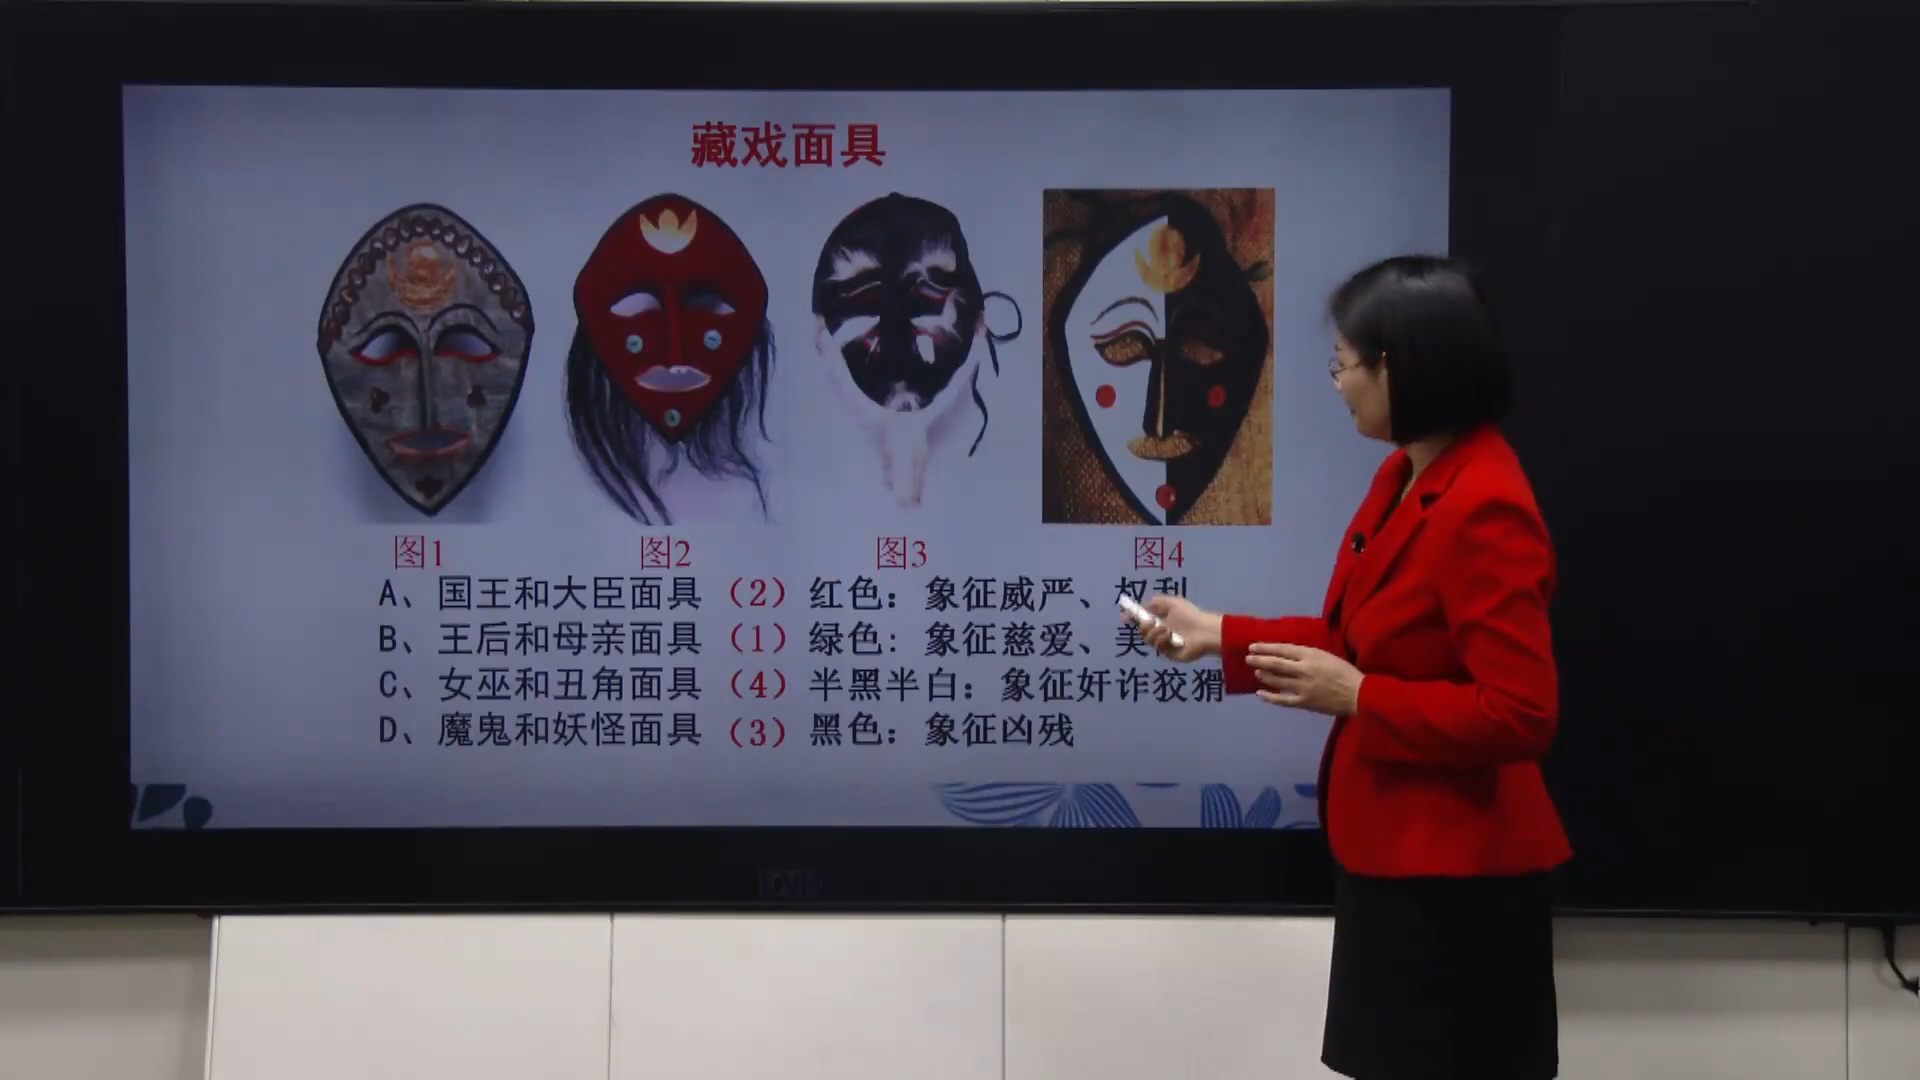 藏戏面具
图1 图2 图3 图4
A、国王和大臣面具（2）红色：象征威严、权利
B、王后和母亲面具（1）绿色：象征慈爱、美
C、女巫和丑角面具（4）半黑半白：象征奸诈狡猾
D、魔鬼和妖怪面具（3）黑色：象征凶残